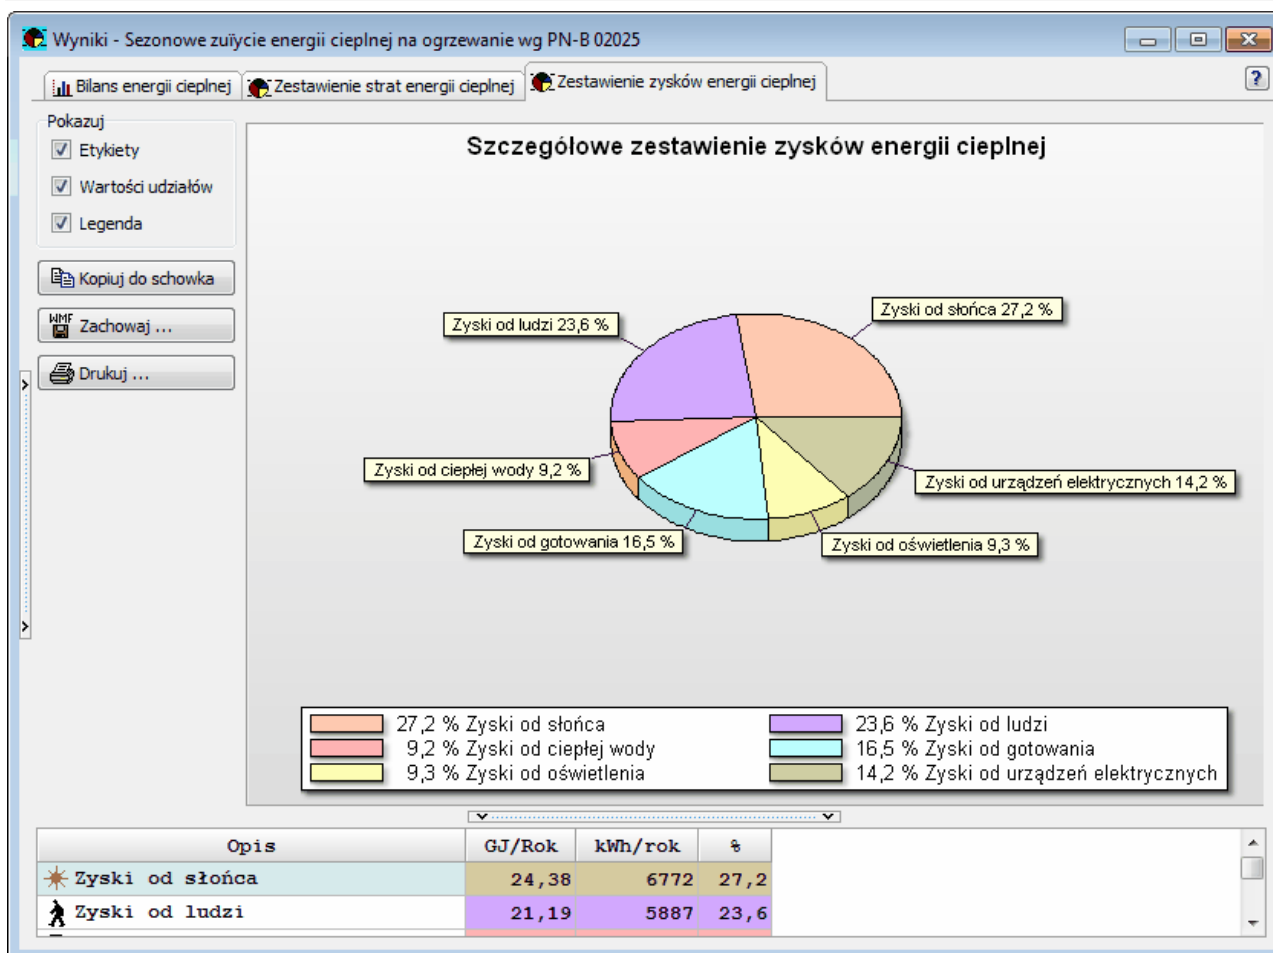 Wyniki - Sezonowe zuïycie energii cieplnej na ogrzewanie wg PN-B 02025
Bilans energii cieplnej
Zestawienie strat energii cieplnej
Zestawienie zysków energii cieplnej
?
Pokazuj
Etykiety
Wartości udziałów
Legenda
Kopiuj do schowka
WMF Zachowaj ...
Drukuj ...
Szczegółowe zestawienie zysków energii cieplnej
Zyski od słońca 27,2 %
Zyski od ludzi 23,6 %
Zyski od ciepłej wody 9,2 %
Zyski od urządzeń elektrycznych 14,2 %
Zyski od gotowania 16,5 %
Zyski od oświetlenia 9,3 %
27,2 % Zyski od słońca
23,6 % Zyski od ludzi
9,2 % Zyski od ciepłej wody
16,5 % Zyski od gotowania
9,3 % Zyski od oświetlenia
14,2 % Zyski od urządzeń elektrycznych
Opis GJ/Rok kWh/rok %
Zyski od słońca 24,38 6772 27,2
Zyski od ludzi 21,19 5887 23,6